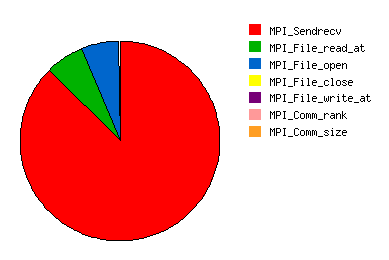 MPI_Sendrecv
MPI_File_read_at
MPI_File_open
MPI_File_close
MPI_File_write_at
MPI_Comm_rank
MPI_Comm_size